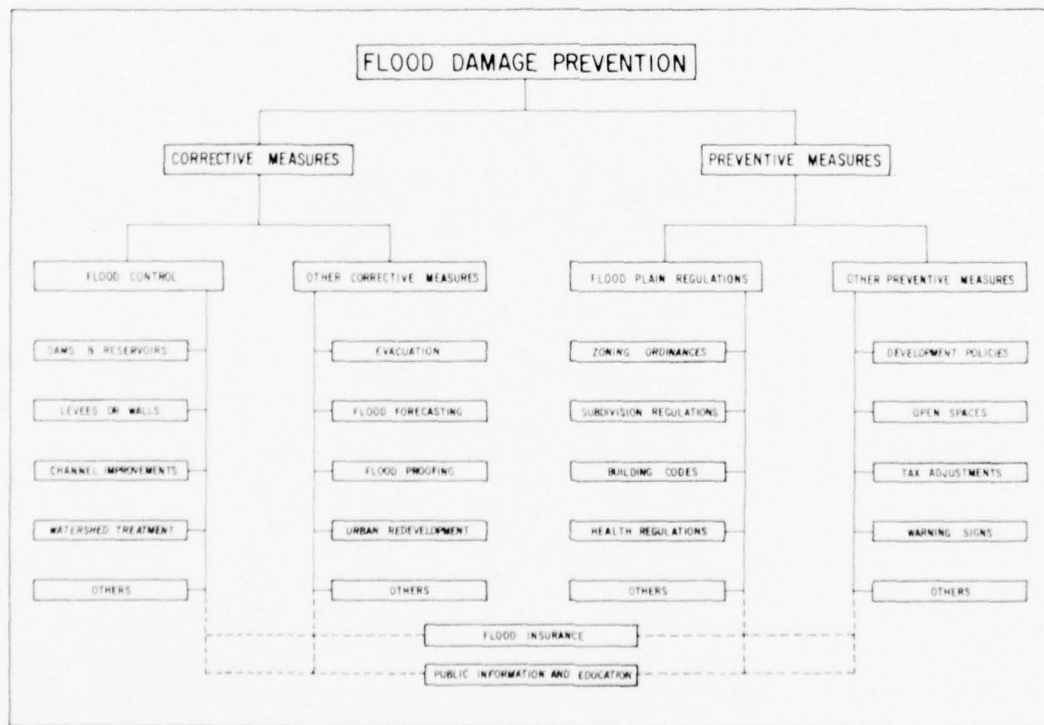 FLOOD DAMAGE PREVENTION
CORRECTIVE MEASURES
PREVENTIVE MEASURES
FLOOD CONTROL
OTHER CORRECTIVE MEASURES
FLOOD PLAIN REGULATIONS
OTHER PREVENTIVE MEASURES
DAMS & RESERVOIRS
EVACUATION
ZONING ORDINANCES
DEVELOPMENT POLICIES
LEVEES OR WALLS
FLOOD FORECASTING
SUBDIVISION REGULATIONS
OPEN SPACES
CHANNEL IMPROVEMENTS
FLOOD PROOFING
BUILDING CODES
TAX ADJUSTMENTS
WATERSHED TREATMENT
URBAN REDEVELOPMENT
HEALTH REGULATIONS
WARNING SIGNS
OTHERS
OTHERS
OTHERS
OTHERS
FLOOD INSURANCE
PUBLIC INFORMATION AND EDUCATION